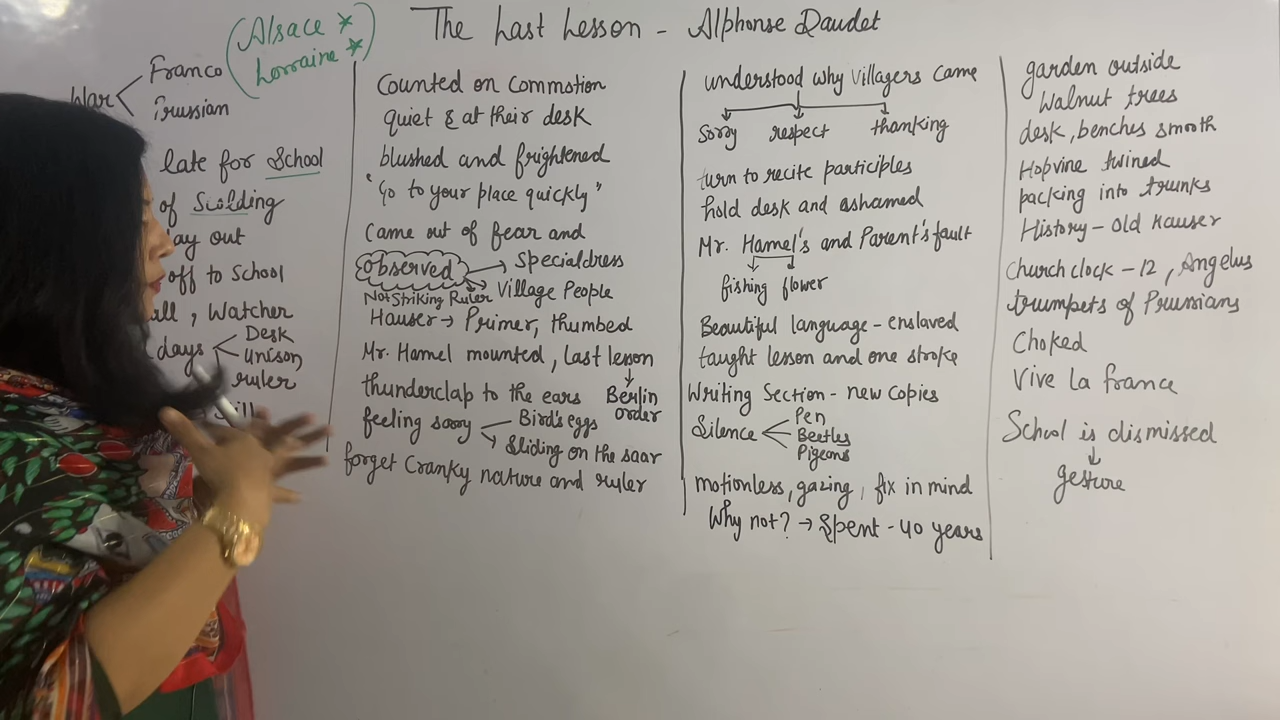 The Last Lesson - Alphonse Daudet
(Alsace *
Lorraine *)
War
Franco
Prussian
late for School
of Scolding
day out
off to School
, Watcher
days
Desk
unison,
ruler
Counted on Commotion
quiet & at their desk
blushed and frightened
"Go to your place quickly"
Came out of fear and
Observed → Specialdress
→ Village People
Not Striking Ruler
Hauser → Primer, thumbed
Mr. Hamel mounted, last lesson
↓
Berlin
order
thunderclap to the ears
feeling sorry
Bird's eggs
Sliding on the saar
forget Cranky nature and ruler
understood why Villagers Came
Sorry respect thanking
turn to recite participles
hold desk and ashamed
Mr. Hamel's and Parent's fault
fishing flower
Beautiful language - enslaved
taught lesson and one stroke
Writing Section - new Copies
Silence
Pen
Beetles
Pigeons
motionless, gazing, fix in mind
Why not? → Spent - 40 years
garden outside
Walnut trees
desk, benches smooth
Hopvine twined
packing into trunks
History - old Hauser
Church clock - 12, Angelus
trumpets of Prussians
Choked
Vive la france
School is dismissed
↓
gesture